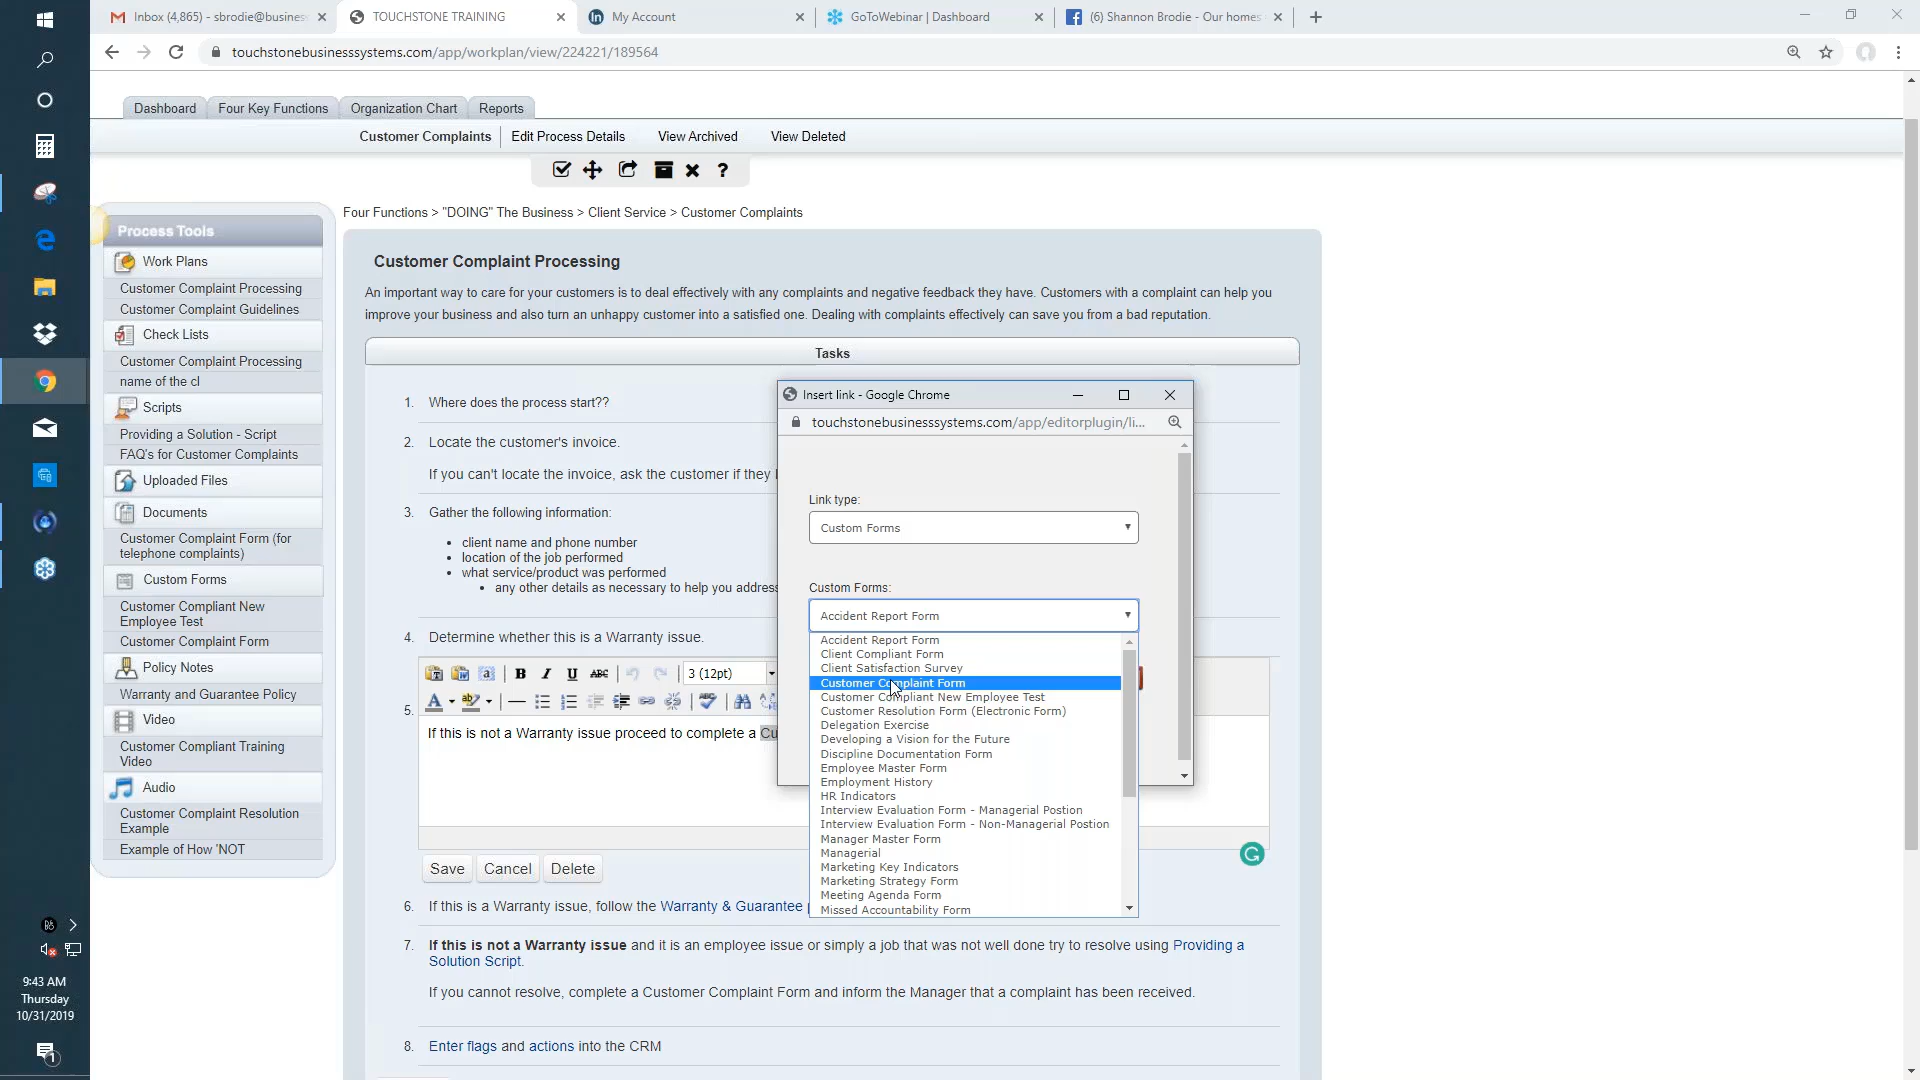 Inbox (4,865) - sbrodie@busines
TOUCHSTONE TRAINING
My Account
GoToWebinar | Dashboard
(6) Shannon Brodie - Our homes
touchstonebusinesssystems.com/app/workplan/view/224221/189564
Dashboard
Four Key Functions
Organization Chart
Reports
Customer Complaints
Edit Process Details
View Archived
View Deleted
?
Four Functions > "DOING" The Business > Client Service > Customer Complaints
Process Tools
Work Plans
Customer Complaint Processing
Customer Complaint Guidelines
Check Lists
Customer Complaint Processing
name of the cl
Scripts
Providing a Solution - Script
FAQ's for Customer Complaints
Uploaded Files
Documents
Customer Complaint Form (for
telephone complaints)
Custom Forms
Customer Compliant New
Employee Test
Customer Complaint Form
Policy Notes
Warranty and Guarantee Policy
Video
Customer Compliant Training
Video
Audio
Customer Complaint Resolution
Example
Example of How 'NOT
Customer Complaint Processing
An important way to care for your customers is to deal effectively with any complaints and negative feedback they have. Customers with a complaint can help you
improve your business and also turn an unhappy customer into a satisfied one. Dealing with complaints effectively can save you from a bad reputation.
Tasks
1. Where does the process start??
2. Locate the customer's invoice.
If you can't locate the invoice, ask the customer if they
3. Gather the following information:
• client name and phone number
• location of the job performed
• what service/product was performed
• any other details as necessary to help you address
4. Determine whether this is a Warranty issue.
B I U ABC 3 (12pt)
5.
If this is not a Warranty issue proceed to complete a Cu
Save
Cancel
Delete
6. If this is a Warranty issue, follow the Warranty & Guarantee
7. If this is not a Warranty issue and it is an employee issue or simply a job that was not well done try to resolve using Providing a
Solution Script.
If you cannot resolve, complete a Customer Complaint Form and inform the Manager that a complaint has been received.
8. Enter flags and actions into the CRM
Insert link - Google Chrome
touchstonebusinesssystems.com/app/editorplugin/li...
Link type:
Custom Forms
Custom Forms:
Accident Report Form
Accident Report Form
Client Compliant Form
Client Satisfaction Survey
Customer Complaint Form
Customer Compliant New Employee Test
Customer Resolution Form (Electronic Form)
Delegation Exercise
Developing a Vision for the Future
Discipline Documentation Form
Employee Master Form
Employment History
HR Indicators
Interview Evaluation Form - Managerial Postion
Interview Evaluation Form - Non-Managerial Postion
Manager Master Form
Managerial
Marketing Key Indicators
Marketing Strategy Form
Meeting Agenda Form
Missed Accountability Form
9:43 AM
Thursday
10/31/2019
1